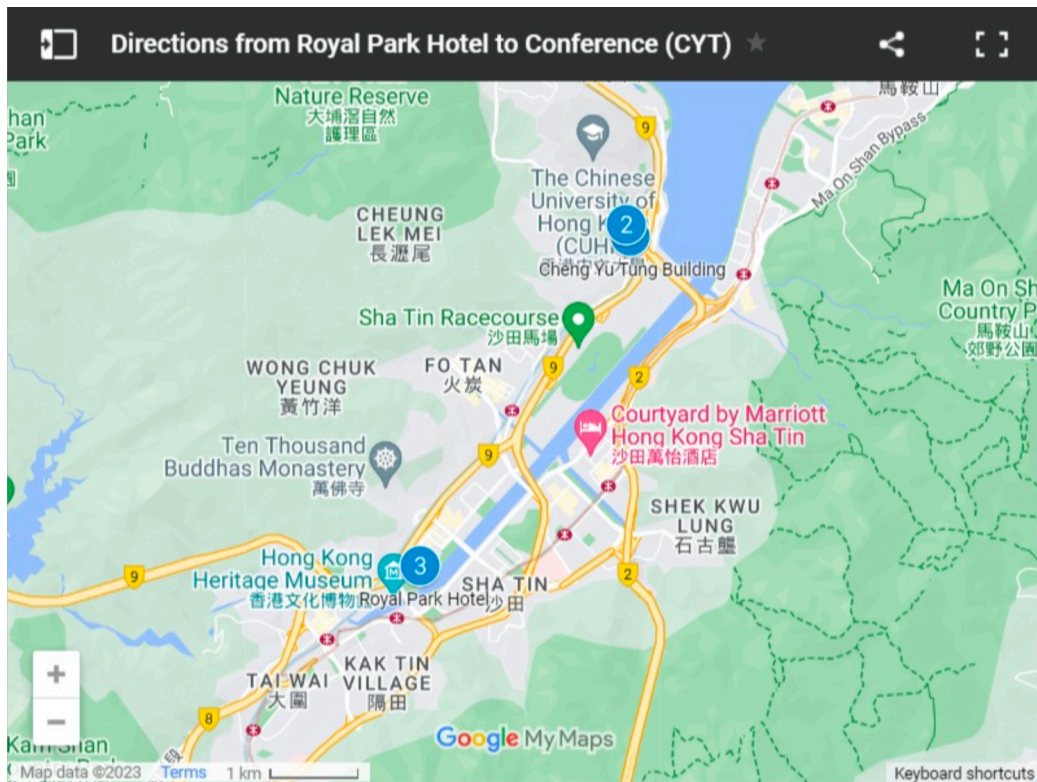 Directions from Royal Park Hotel to Conference (CYT)
馬鞍山
Nature Reserve
大埔滘自然
護理區
han
Park
園
9
Ma On Shan Bypass
The Chinese
University of
Hong K
(CUH
2
Cheng Yu Tung Building
CHEUNG
LEK MEI
長瀝尾
Ma On Sh
Country P
馬鞍山
郊野公園
Sha Tin Racecourse
沙田馬場
WONG CHUK
YEUNG
黃竹洋
FO TAN
火炭
9
2
Courtyard by Marriott
Hong Kong Sha Tin
沙田萬怡酒店
Ten Thousand
Buddhas Monastery
萬佛寺
9
SHEK KWU
LUNG
石古壟
Hong Kong
Heritage Museum
香港文化博物
3
Royal Park Hotel
SHA TIN
沙田
9
2
TAI WAI
大圍
KAK TIN
VILLAGE
隔田
8
段
+
−
Kam Shan
Google My Maps
Map data ©2023
Terms
1 km
Keyboard shortcuts